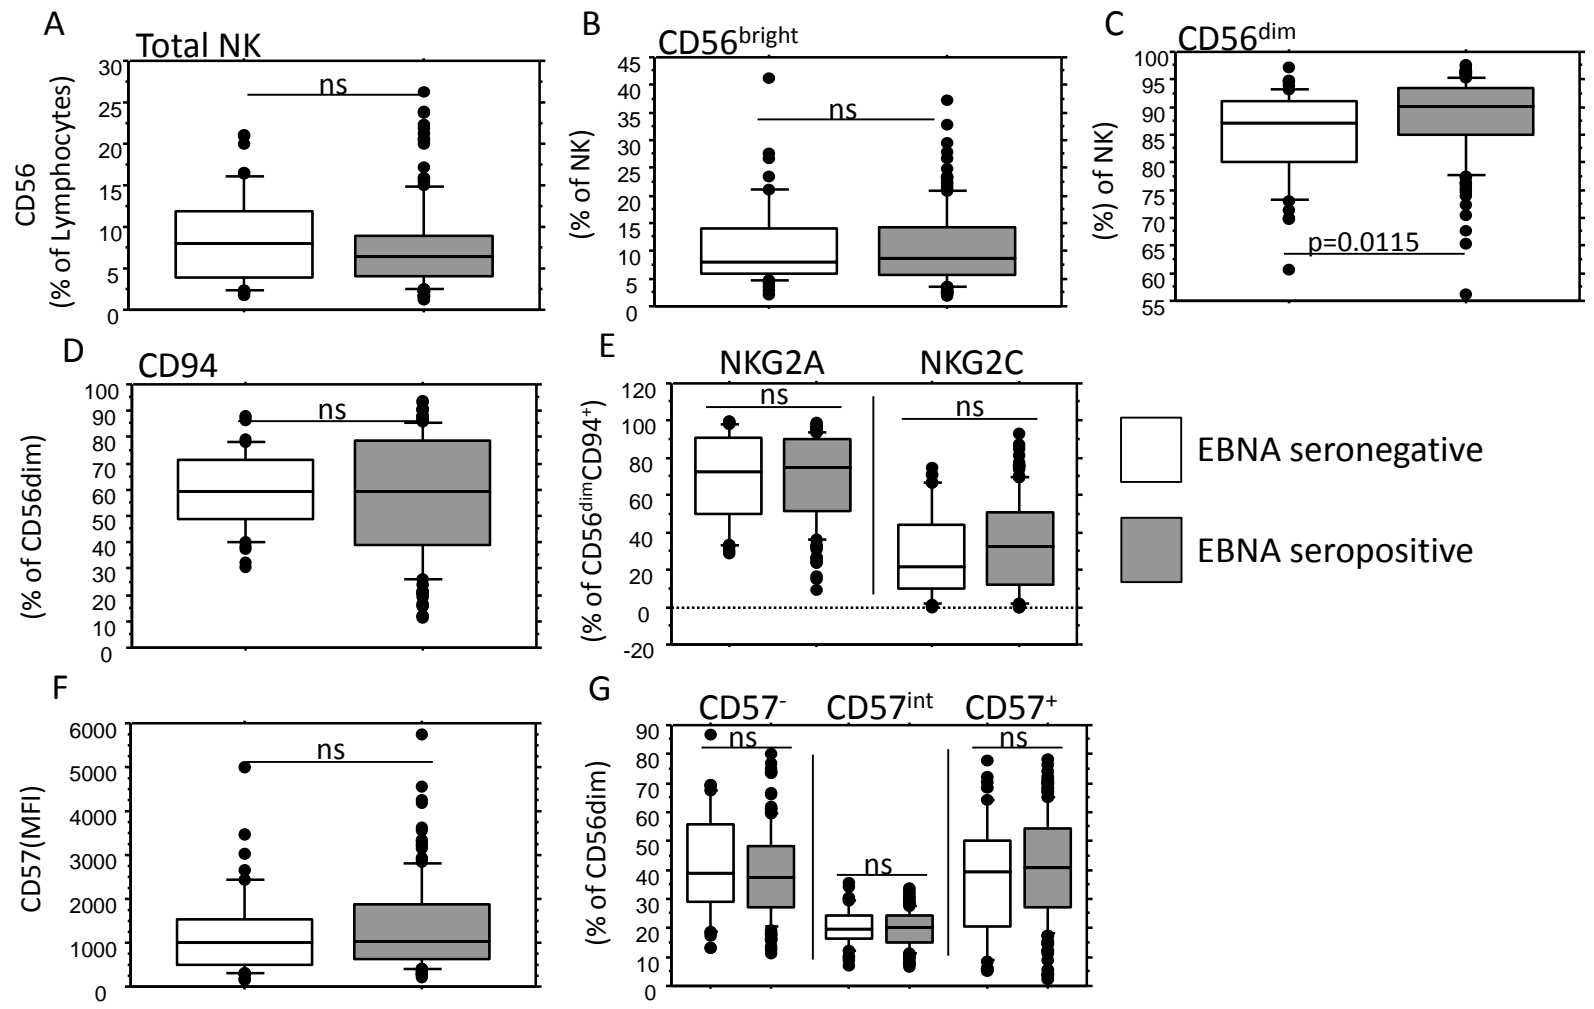 A
Total NK
CD56
(% of Lymphocytes)
30
25
20
15
10
5
0
ns
B
CD56bright
(% of NK)
45
40
35
30
25
20
15
10
5
0
ns
C
CD56dim
(%) of NK)
100
95
90
85
80
75
70
65
60
55
p=0.0115
D
CD94
(% of CD56dim)
100
90
80
70
60
50
40
30
20
10
0
ns
E
NKG2A NKG2C
(% of CD56dimCD94+)
120
100
80
60
40
20
0
-20
ns ns
EBNA seronegative
EBNA seropositive
F
CD57(MFI)
6000
5000
4000
3000
2000
1000
0
ns
G
CD57- CD57int CD57+
(% of CD56dim)
90
80
70
60
50
40
30
20
10
0
ns ns ns